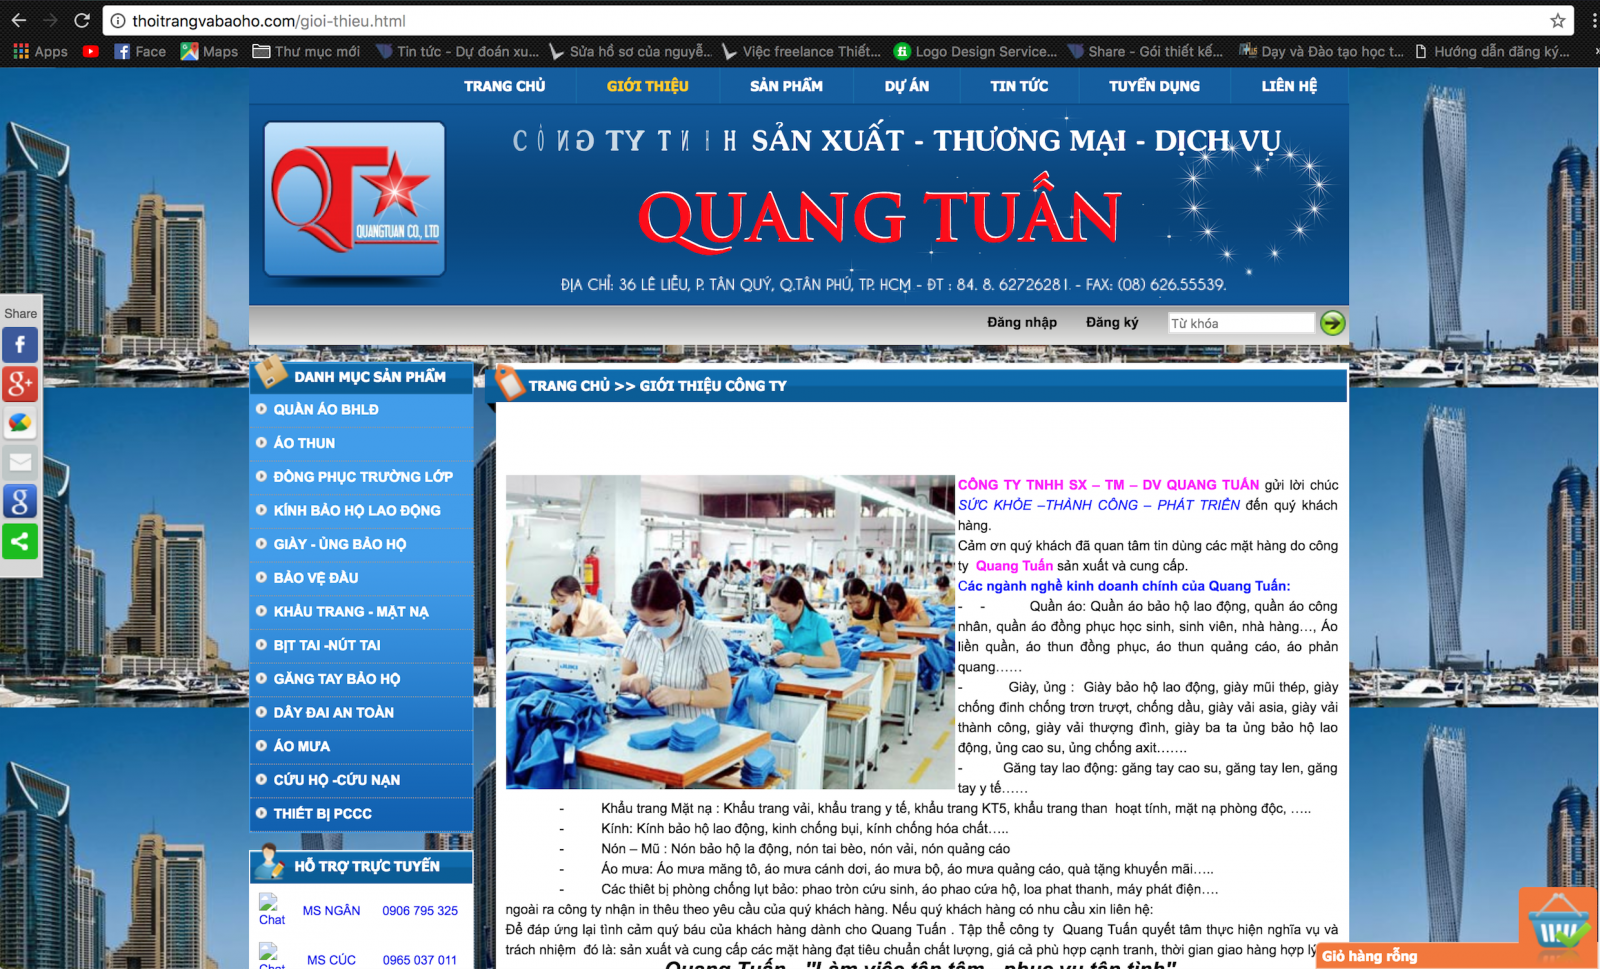 thoitrangvabaoho.com/gioi-thieu.html
Apps Face Maps Thư mục mới Tin tức - Dự đoán xu... Sửa hồ sơ của nguyễ... Việc freelance Thiết... Logo Design Service... Share - Gói thiết kế... Dạy và Đào tạo học t... Hướng dẫn đăng ký...
TRANG CHỦ GIỚI THIỆU SẢN PHẨM DỰ ÁN TIN TỨC TUYỂN DỤNG LIÊN HỆ
QT
QUANGTUAN CO., LTD
CÔNG TY TNHH SẢN XUẤT - THƯƠNG MẠI - DỊCH VỤ
QUANG TUẤN
ĐỊA CHỈ: 36 LÊ LIỄU, P. TÂN QUÝ, Q.TÂN PHÚ, TP. HCM - ĐT : 84. 8. 62726281 - FAX: (08) 626.55539.
Đăng nhập Đăng ký Từ khóa
Share
DANH MỤC SẢN PHẨM
QUẦN ÁO BHLĐ
ÁO THUN
ĐỒNG PHỤC TRƯỜNG LỚP
KÍNH BẢO HỘ LAO ĐỘNG
GIÀY - ỦNG BẢO HỘ
BẢO VỆ ĐẦU
KHẨU TRANG - MẶT NẠ
BỊT TAI -NÚT TAI
GĂNG TAY BẢO HỘ
DÂY ĐAI AN TOÀN
ÁO MƯA
CỨU HỘ -CỨU NẠN
THIẾT BỊ PCCC
HỖ TRỢ TRỰC TUYẾN
Chat MS NGÂN 0906 795 325
Chat MS CÚC 0965 037 011
TRANG CHỦ >> GIỚI THIỆU CÔNG TY
JUKI
CÔNG TY TNHH SX – TM – DV QUANG TUẤN gửi lời chúc
SỨC KHỎE –THÀNH CÔNG – PHÁT TRIỂN đến quý khách
hàng.
Cảm ơn quý khách đã quan tâm tin dùng các mặt hàng do công
ty Quang Tuấn sản xuất và cung cấp.
Các ngành nghề kinh doanh chính của Quang Tuấn:
- - Quần áo: Quần áo bảo hộ lao động, quần áo công
nhân, quần áo đồng phục học sinh, sinh viên, nhà hàng…, Áo
liền quần, áo thun đồng phục, áo thun quảng cáo, áo phản
quang……
- Giày, ủng : Giày bảo hộ lao động, giày mũi thép, giày
chống đinh chống trơn trượt, chống dầu, giày vải asia, giày vải
thành công, giày vải thượng đình, giày ba ta ủng bảo hộ lao
động, ủng cao su, ủng chống axit…….
- Găng tay lao động: găng tay cao su, găng tay len, găng
tay y tế……
- Khẩu trang Mặt nạ : Khẩu trang vải, khẩu trang y tế, khẩu trang KT5, khẩu trang than hoạt tính, mặt nạ phòng độc, …..
- Kính: Kính bảo hộ lao động, kinh chống bụi, kính chống hóa chất…..
- Nón – Mũ : Nón bảo hộ la động, nón tai bèo, nón vải, nón quảng cáo
- Áo mưa: Áo mưa măng tô, áo mưa cánh dơi, áo mưa bộ, áo mưa quảng cáo, quà tặng khuyến mãi…..
- Các thiêt bị phòng chống lụt bảo: phao tròn cứu sinh, áo phao cứa hộ, loa phat thanh, máy phát điện….
ngoài ra công ty nhận in thêu theo yêu cầu của quý khách hàng. Nếu quý khách hàng có nhu cầu xin liên hệ:
Để đáp ứng lại tình cảm quý báu của khách hàng dành cho Quang Tuấn . Tập thể công ty Quang Tuấn quyết tâm thực hiện nghĩa vụ và
trách nhiệm đó là: sản xuất và cung cấp các mặt hàng đạt tiêu chuẩn chất lượng, giá cả phù hợp cạnh tranh, thời gian giao hàng hợp lý
Quang Tuấn - "Làm việc tận tâm - phục vụ tận tình"
Giỏ hàng rỗng